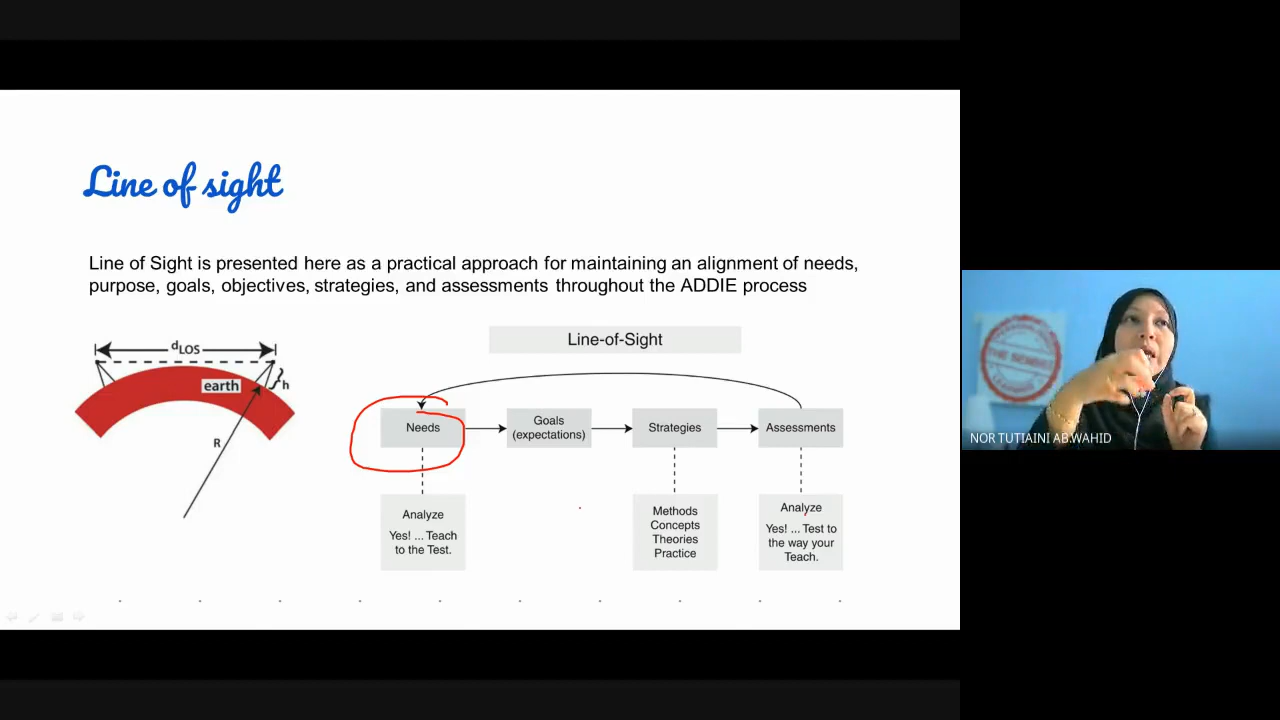 Line of sight
Line of Sight is presented here as a practical approach for maintaining an alignment of needs,
purpose, goals, objectives, strategies, and assessments throughout the ADDIE process
dLOS
earth
h
R
Line-of-Sight
Needs
Goals
(expectations)
Strategies
Assessments
Analyze
Yes! ... Teach
to the Test.
Methods
Concepts
Theories
Practice
Analyze
Yes! ... Test to
the way your
Teach.
THE SENSEI
NOR TUTIAINI AB.WAHID